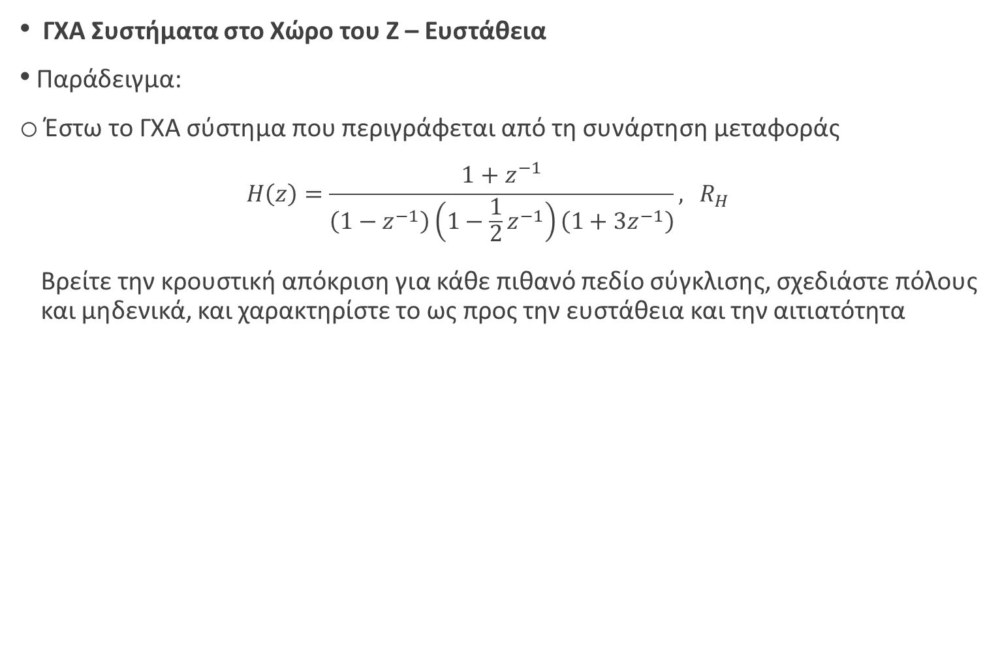 • ΓΧΑ Συστήματα στο Χώρο του Ζ – Ευστάθεια
• Παράδειγμα:
○ Έστω το ΓΧΑ σύστημα που περιγράφεται από τη συνάρτηση μεταφοράς
H(z) = \frac{1 + z^{-1}}{(1 - z^{-1})\left(1 - \frac{1}{2}z^{-1}\right)(1 + 3z^{-1})}, R_H
Βρείτε την κρουστική απόκριση για κάθε πιθανό πεδίο σύγκλισης, σχεδιάστε πόλους
και μηδενικά, και χαρακτηρίστε το ως προς την ευστάθεια και την αιτιατότητα